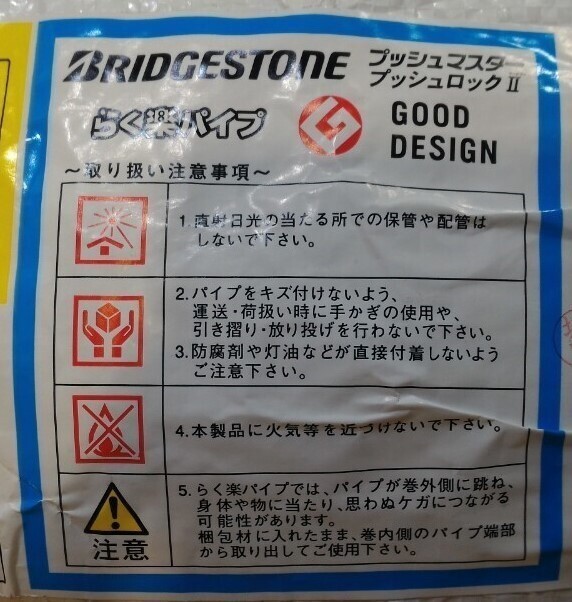 BRIDGESTONE
プッシュマスター
プッシュロックⅡ
らく楽パイプ
GOOD
DESIGN
～取り扱い注意事項～
1.直射日光の当たる所での保管や配管は
しないで下さい。
2.パイプをキズ付けないよう、
運送・荷扱い時に手かぎの使用や、
引き摺り・放り投げを行わないで下さい。
3.防腐剤や灯油などが直接付着しないよう
ご注意下さい。
4.本製品に火気等を近づけないで下さい。
5.らく楽パイプでは、パイプが巻外側に跳ね、
身体や物に当たり、思わぬケガにつながる
可能性があります。
梱包材に入れたまま、巻内側のパイプ端部
から取り出してご使用下さい。
注意